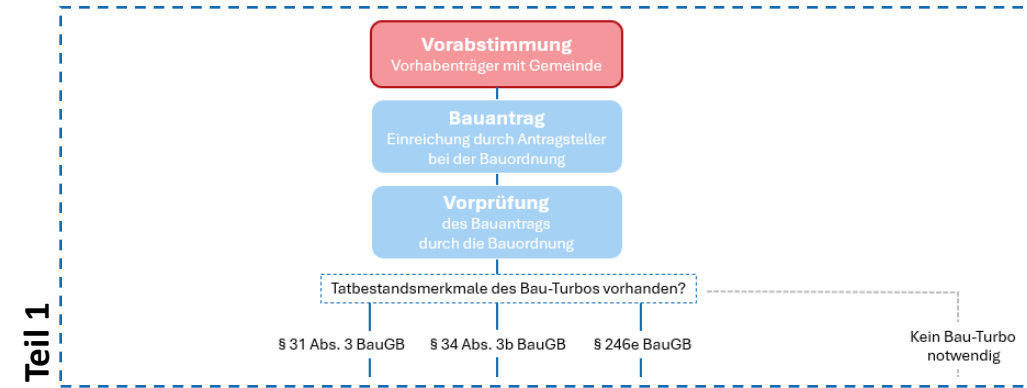 Vorabstimmung
Vorhabenträger mit Gemeinde
Bauantrag
Einreichung durch Antragsteller
bei der Bauordnung
Vorprüfung
des Bauantrags
durch die Bauordnung
Tatbestandsmerkmale des Bau-Turbos vorhanden?
§ 31 Abs. 3 BauGB
§ 34 Abs. 3b BauGB
§ 246e BauGB
Kein Bau-Turbo
notwendig
Teil 1